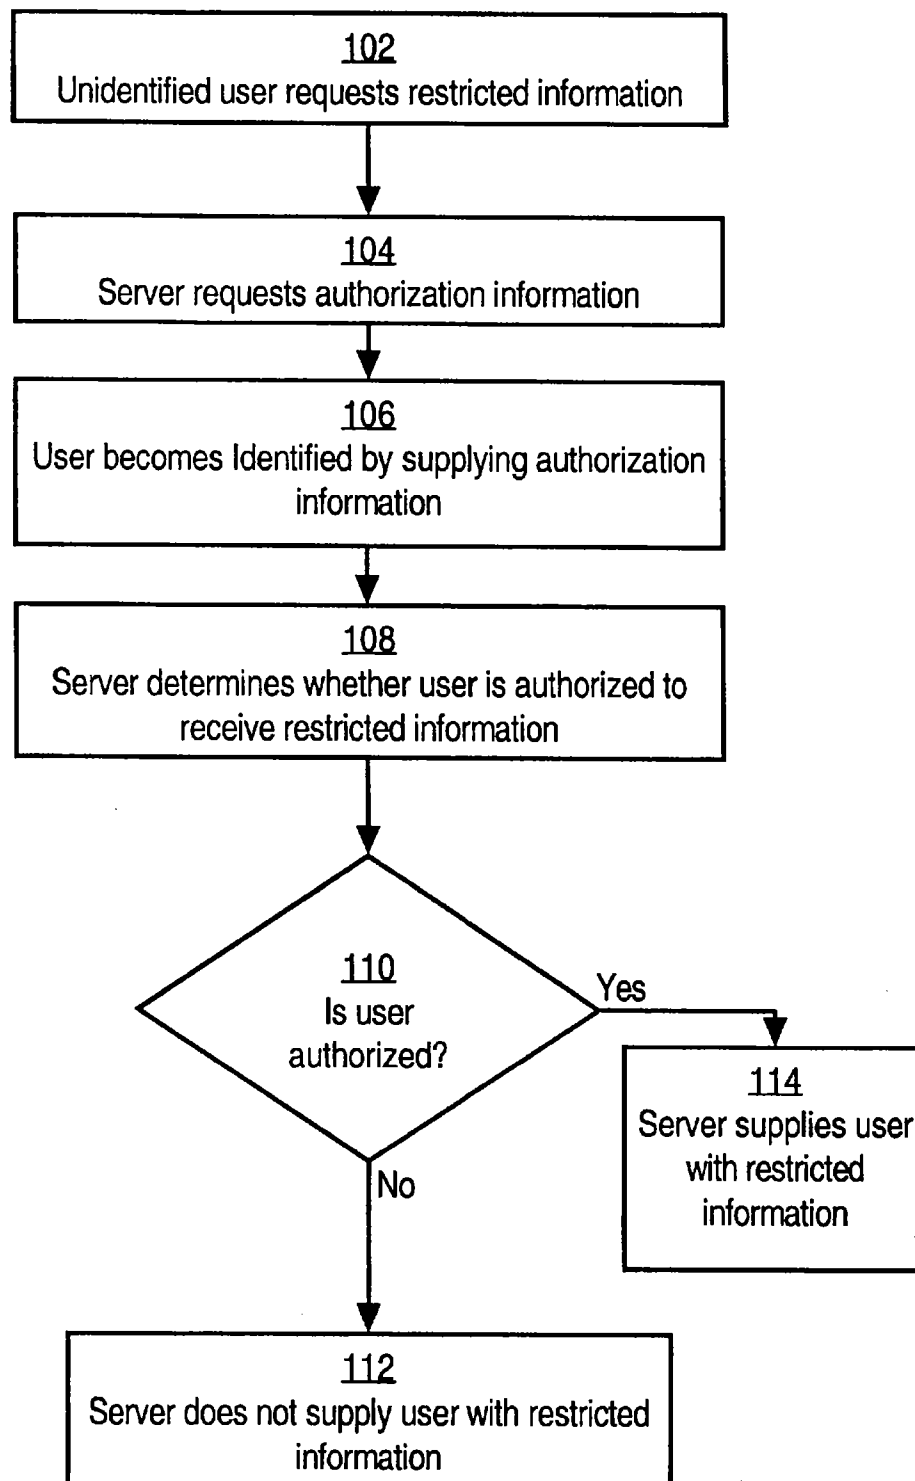 102
Unidentified user requests restricted information
104
Server requests authorization information
106
User becomes Identified by supplying authorization
information
108
Server determines whether user is authorized to
receive restricted information
110
Is user
authorized?
Yes
114
Server supplies user
with restricted
information
No
112
Server does not supply user with restricted
information